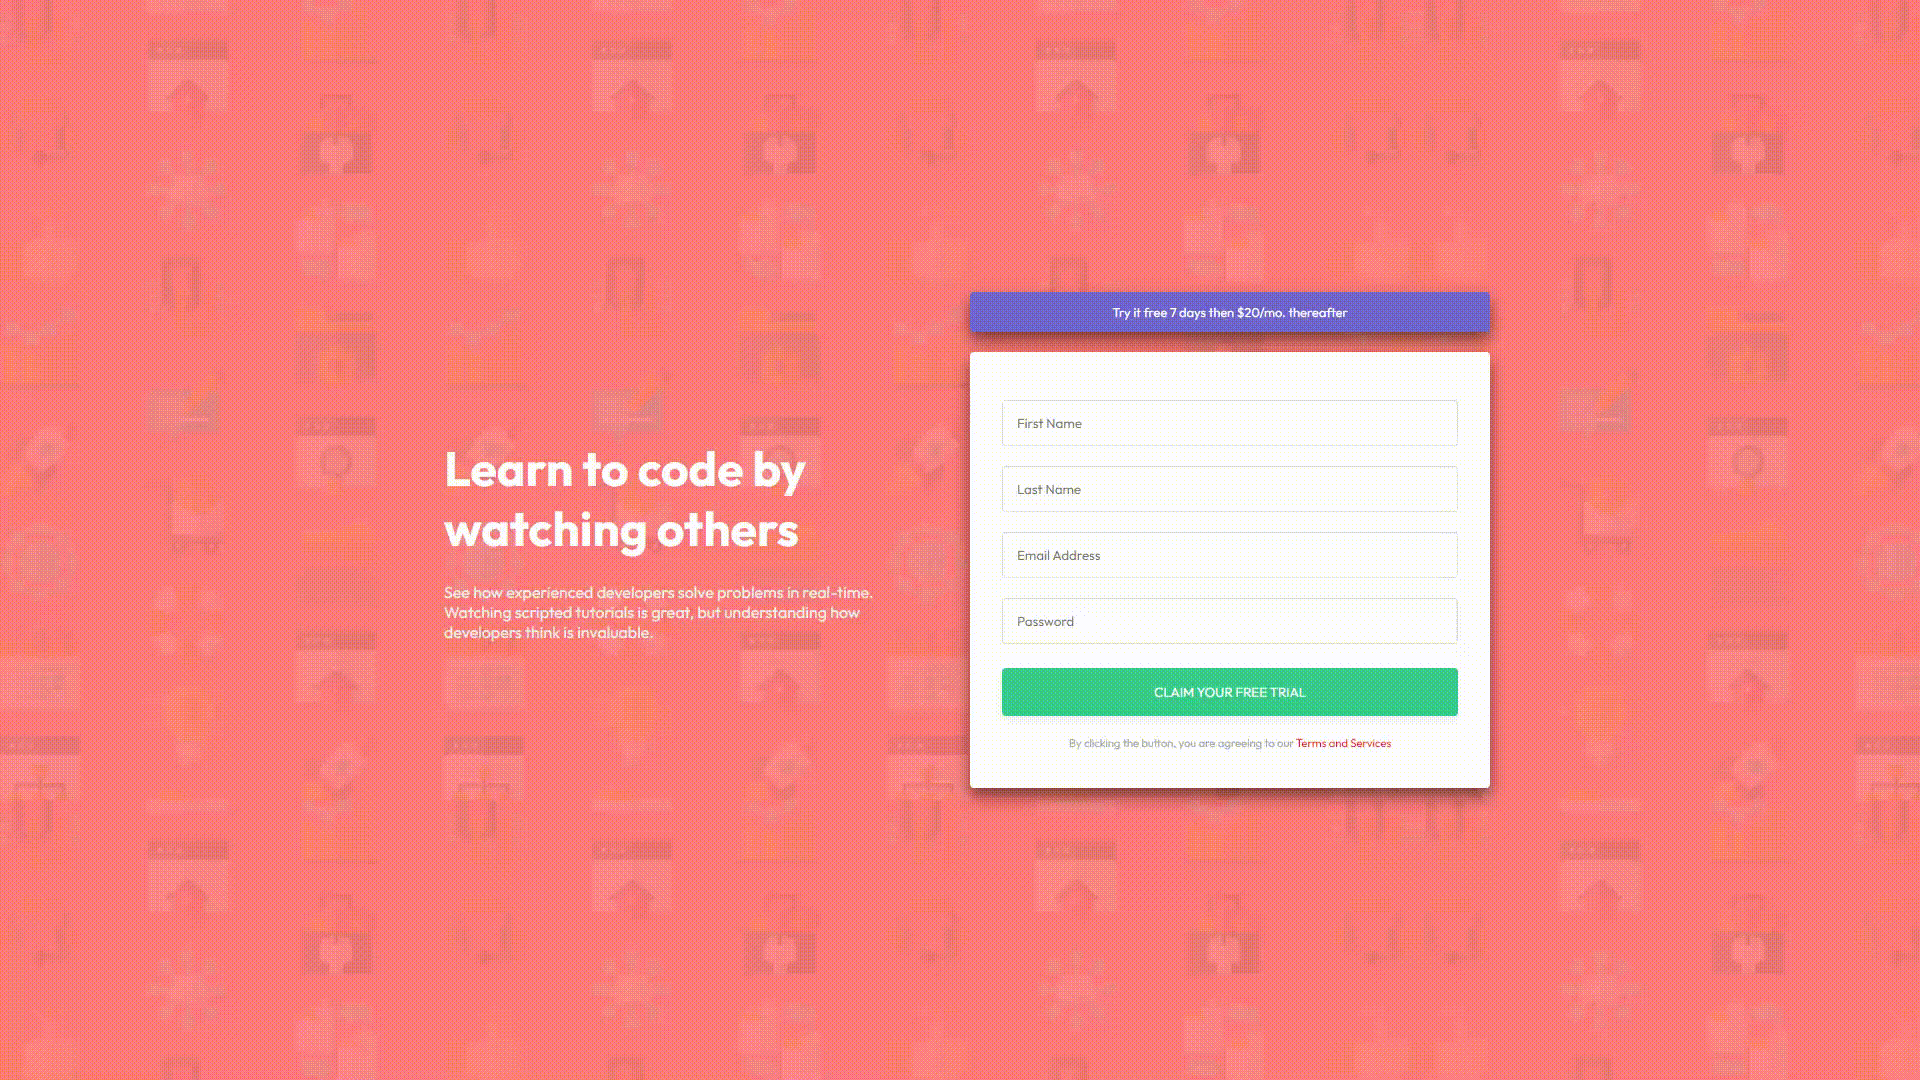 Learn to code by
watching others
See how experienced developers solve problems in real-time.
Watching scripted tutorials is great, but understanding how
developers think is invaluable.
Try it free 7 days then $20/mo. thereafter
First Name
Last Name
Email Address
Password
CLAIM YOUR FREE TRIAL
By clicking the button, you are agreeing to our Terms and Services